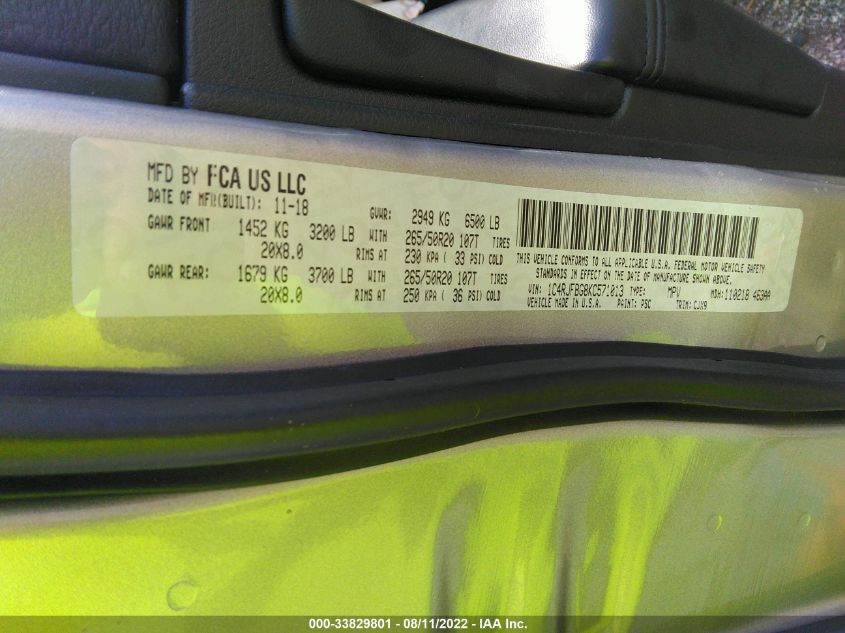 MFD BY FCA US LLC
DATE OF MFR(BUILT): 11-18 GVWR: 2949 KG 6500 LB
GAWR FRONT 1452 KG 3200 LB WITH 265/50R20 107T TIRES
20X8.0 RIMS AT 230 KPA ( 33 PSI) COLD
GAWR REAR: 1679 KG 3700 LB WITH 265/50R20 107T TIRES
20X8.0 RIMS AT 250 KPA ( 36 PSI) COLD
THIS VEHICLE CONFORMS TO ALL APPLICABLE U.S.A. FEDERAL MOTOR VEHICLE SAFETY
STANDARDS IN EFFECT ON THE DATE OF MANUFACTURE SHOWN ABOVE.
VIN: 1C4RJFBG8KC571013 TYPE: MPV MDH: 110218 463AA
VEHICLE MADE IN U.S.A. PRINT: PSC TRIM: CJX9
000-33829801 - 08/11/2022 - IAA Inc.